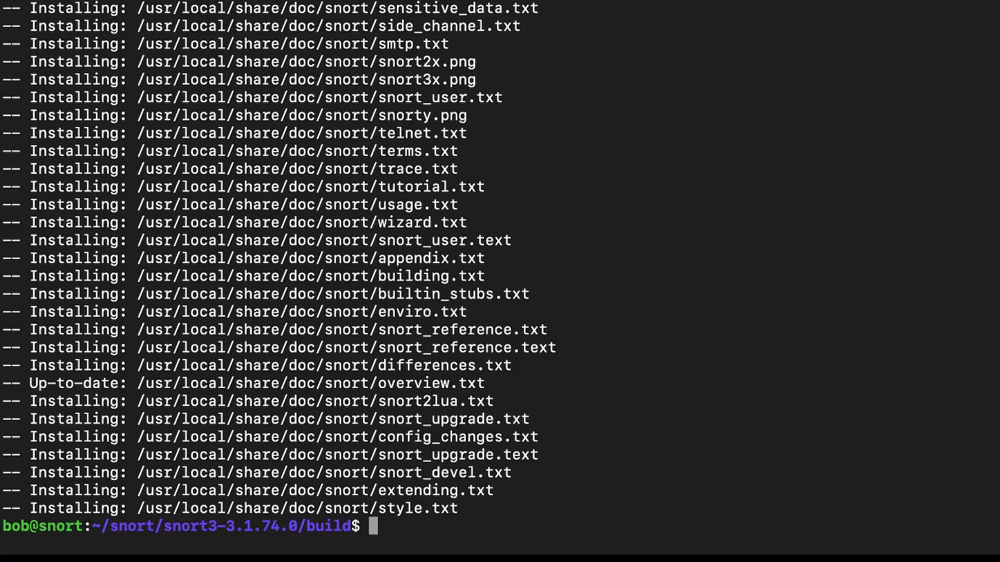 -- Installing: /usr/local/share/doc/snort/sensitive_data.txt
-- Installing: /usr/local/share/doc/snort/side_channel.txt
-- Installing: /usr/local/share/doc/snort/smtp.txt
-- Installing: /usr/local/share/doc/snort/snort2x.png
-- Installing: /usr/local/share/doc/snort/snort3x.png
-- Installing: /usr/local/share/doc/snort/snort_user.txt
-- Installing: /usr/local/share/doc/snort/snorty.png
-- Installing: /usr/local/share/doc/snort/telnet.txt
-- Installing: /usr/local/share/doc/snort/terms.txt
-- Installing: /usr/local/share/doc/snort/trace.txt
-- Installing: /usr/local/share/doc/snort/tutorial.txt
-- Installing: /usr/local/share/doc/snort/usage.txt
-- Installing: /usr/local/share/doc/snort/wizard.txt
-- Installing: /usr/local/share/doc/snort/snort_user.text
-- Installing: /usr/local/share/doc/snort/appendix.txt
-- Installing: /usr/local/share/doc/snort/building.txt
-- Installing: /usr/local/share/doc/snort/builtin_stubs.txt
-- Installing: /usr/local/share/doc/snort/enviro.txt
-- Installing: /usr/local/share/doc/snort/snort_reference.txt
-- Installing: /usr/local/share/doc/snort/snort_reference.text
-- Installing: /usr/local/share/doc/snort/differences.txt
-- Up-to-date: /usr/local/share/doc/snort/overview.txt
-- Installing: /usr/local/share/doc/snort/snort2lua.txt
-- Installing: /usr/local/share/doc/snort/snort_upgrade.txt
-- Installing: /usr/local/share/doc/snort/config_changes.txt
-- Installing: /usr/local/share/doc/snort/snort_upgrade.text
-- Installing: /usr/local/share/doc/snort/snort_devel.txt
-- Installing: /usr/local/share/doc/snort/extending.txt
-- Installing: /usr/local/share/doc/snort/style.txt
bob@snort:~/snort/snort3-3.1.74.0/build$